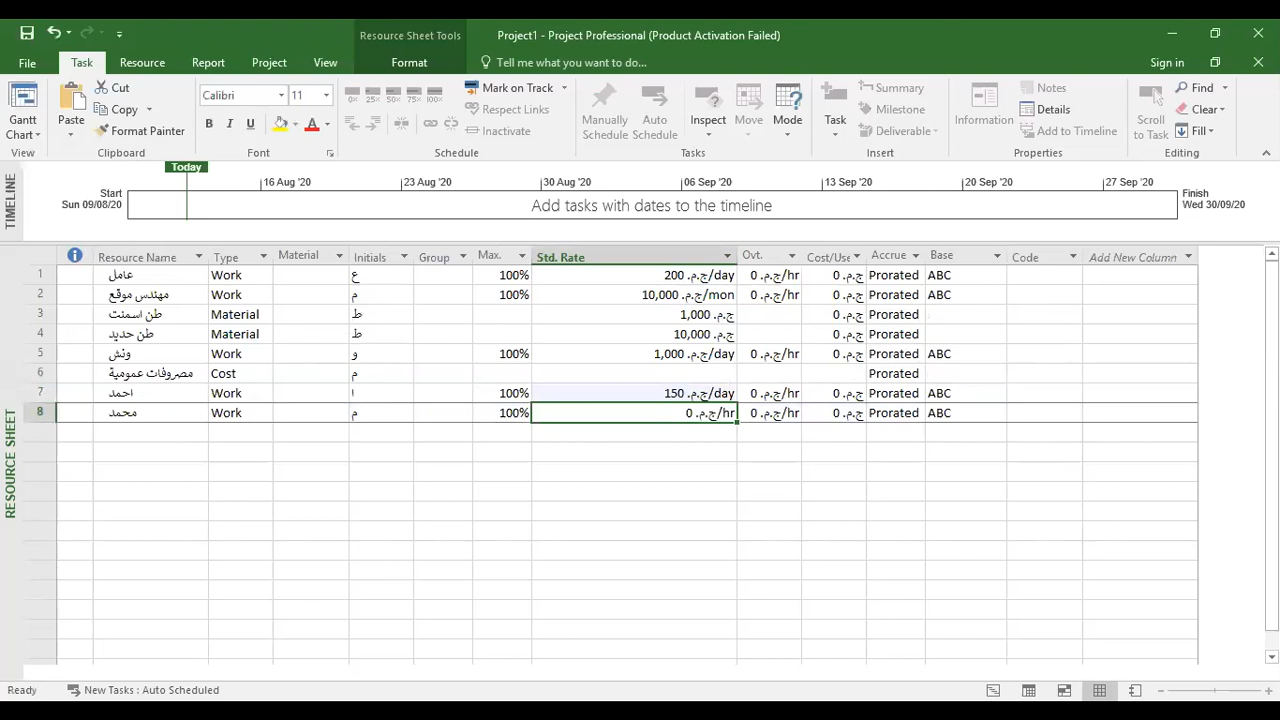 Resource Sheet Tools
Project1 - Project Professional (Product Activation Failed)
File Task Resource Report Project View Format Tell me what you want to do... Sign in
Gantt Chart
View
Paste
Cut
Copy
Format Painter
Clipboard
Calibri 11
B I U A
Font
0% 25% 50% 75% 100%
Mark on Track
Respect Links
Inactivate
Schedule
Manually Schedule
Auto Schedule
Inspect
Move
Mode
Tasks
Task
Summary
Milestone
Deliverable
Insert
Information
Notes
Details
Add to Timeline
Properties
Scroll to Task
Find
Clear
Fill
Editing
TIMELINE
Today
Start
Sun 09/08/20
16 Aug '20 23 Aug '20 30 Aug '20 06 Sep '20 13 Sep '20 20 Sep '20 27 Sep '20
Add tasks with dates to the timeline
Finish
Wed 30/09/20
RESOURCE SHEET
Resource Name Type Material Initials Group Max. Std. Rate Ovt. Cost/Use Accrue Base Code Add New Column
1 عامل Work ع 100% 200 ج.م./day 0 ج.م./hr 0 ج.م. Prorated ABC
2 مهندس موقع Work م 100% 10,000 ج.م./mon 0 ج.م./hr 0 ج.م. Prorated ABC
3 طن اسمنت Material ط 1,000 ج.م. 0 ج.م. Prorated
4 طن حديد Material ط 10,000 ج.م. 0 ج.م. Prorated
5 ونش Work و 100% 1,000 ج.م./day 0 ج.م./hr 0 ج.م. Prorated ABC
6 مصروفات عمومية Cost م Prorated
7 احمد Work ا 100% 150 ج.م./day 0 ج.م./hr 0 ج.م. Prorated ABC
8 محمد Work م 100% 0 ج.م./hr 0 ج.م./hr 0 ج.م. Prorated ABC
Ready New Tasks : Auto Scheduled